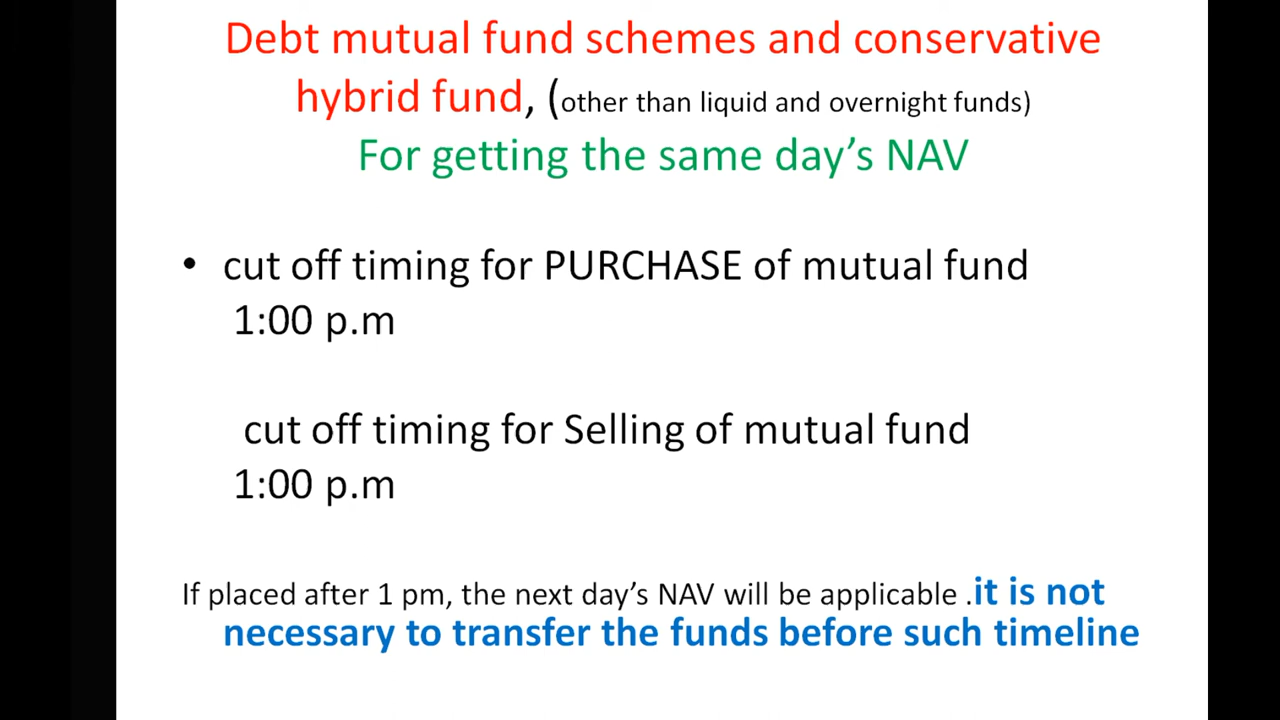 Debt mutual fund schemes and conservative
hybrid fund, (other than liquid and overnight funds)
For getting the same day’s NAV
• cut off timing for PURCHASE of mutual fund
1:00 p.m
cut off timing for Selling of mutual fund
1:00 p.m
If placed after 1 pm, the next day’s NAV will be applicable .it is not
necessary to transfer the funds before such timeline